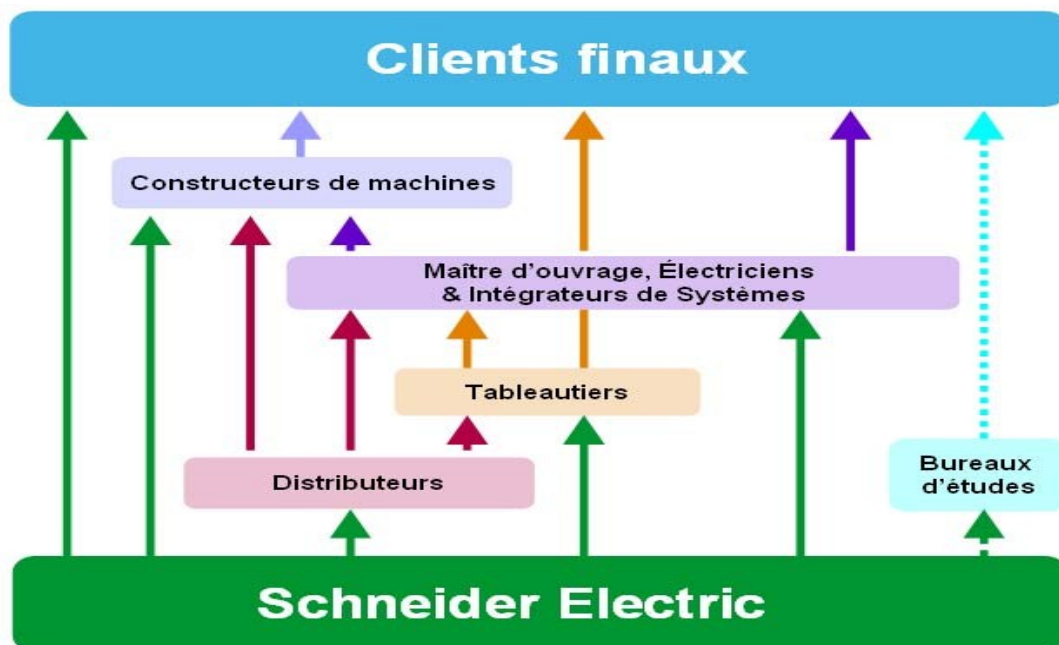 Clients finaux
Constructeurs de machines
Maître d'ouvrage, Électriciens
& Intégrateurs de Systèmes
Tableautiers
Distributeurs
Bureaux
d'études
Schneider Electric